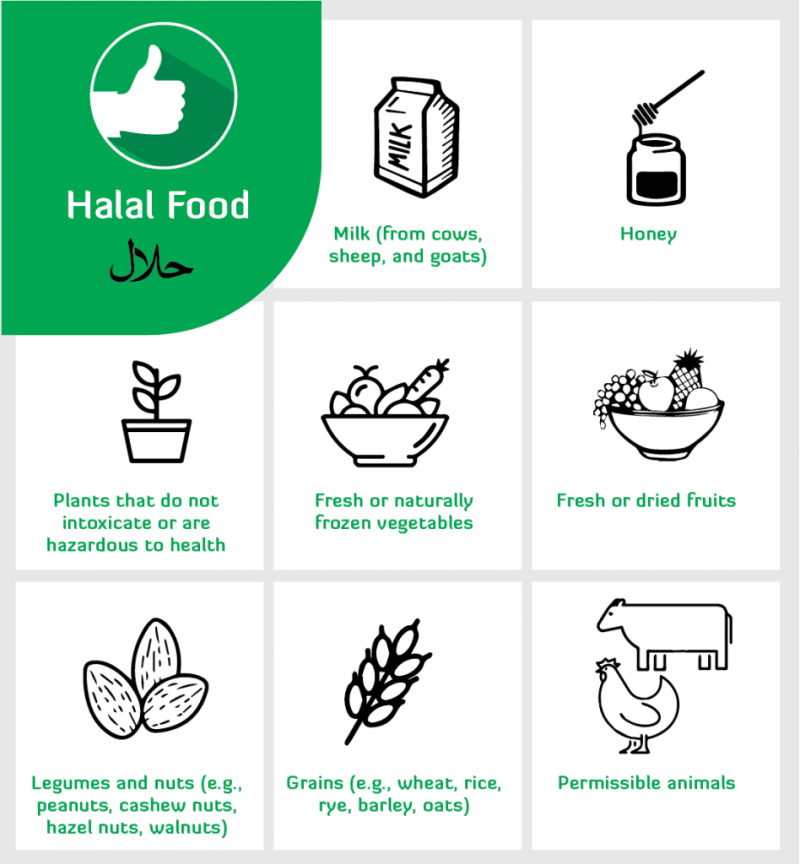 Halal Food
حلال
MILK
Milk (from cows,
sheep, and goats)
Honey
Plants that do not
intoxicate or are
hazardous to health
Fresh or naturally
frozen vegetables
Fresh or dried fruits
Legumes and nuts (e.g.,
peanuts, cashew nuts,
hazel nuts, walnuts)
Grains (e.g., wheat, rice,
rye, barley, oats)
Permissible animals